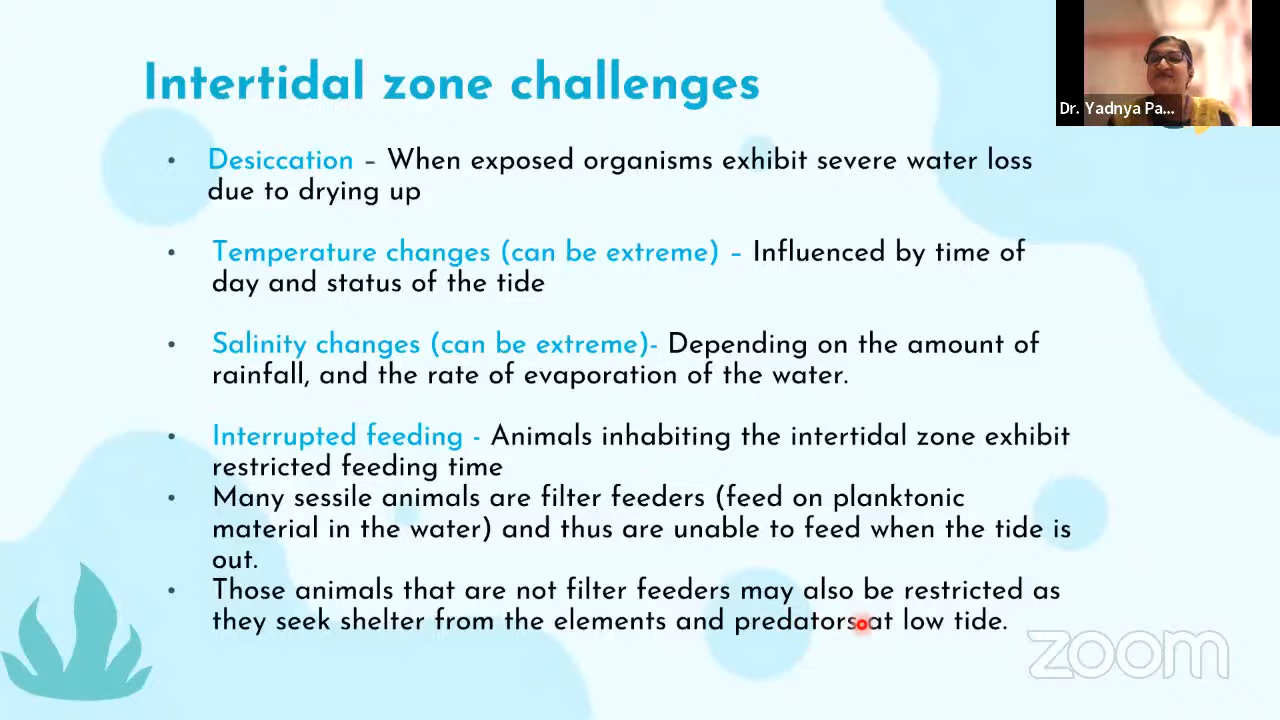 Intertidal zone challenges
Dr. Yadnya Pa...
• Desiccation – When exposed organisms exhibit severe water loss
due to drying up
• Temperature changes (can be extreme) – Influenced by time of
day and status of the tide
• Salinity changes (can be extreme)- Depending on the amount of
rainfall, and the rate of evaporation of the water.
• Interrupted feeding - Animals inhabiting the intertidal zone exhibit
restricted feeding time
• Many sessile animals are filter feeders (feed on planktonic
material in the water) and thus are unable to feed when the tide is
out.
• Those animals that are not filter feeders may also be restricted as
they seek shelter from the elements and predators at low tide.
zoom